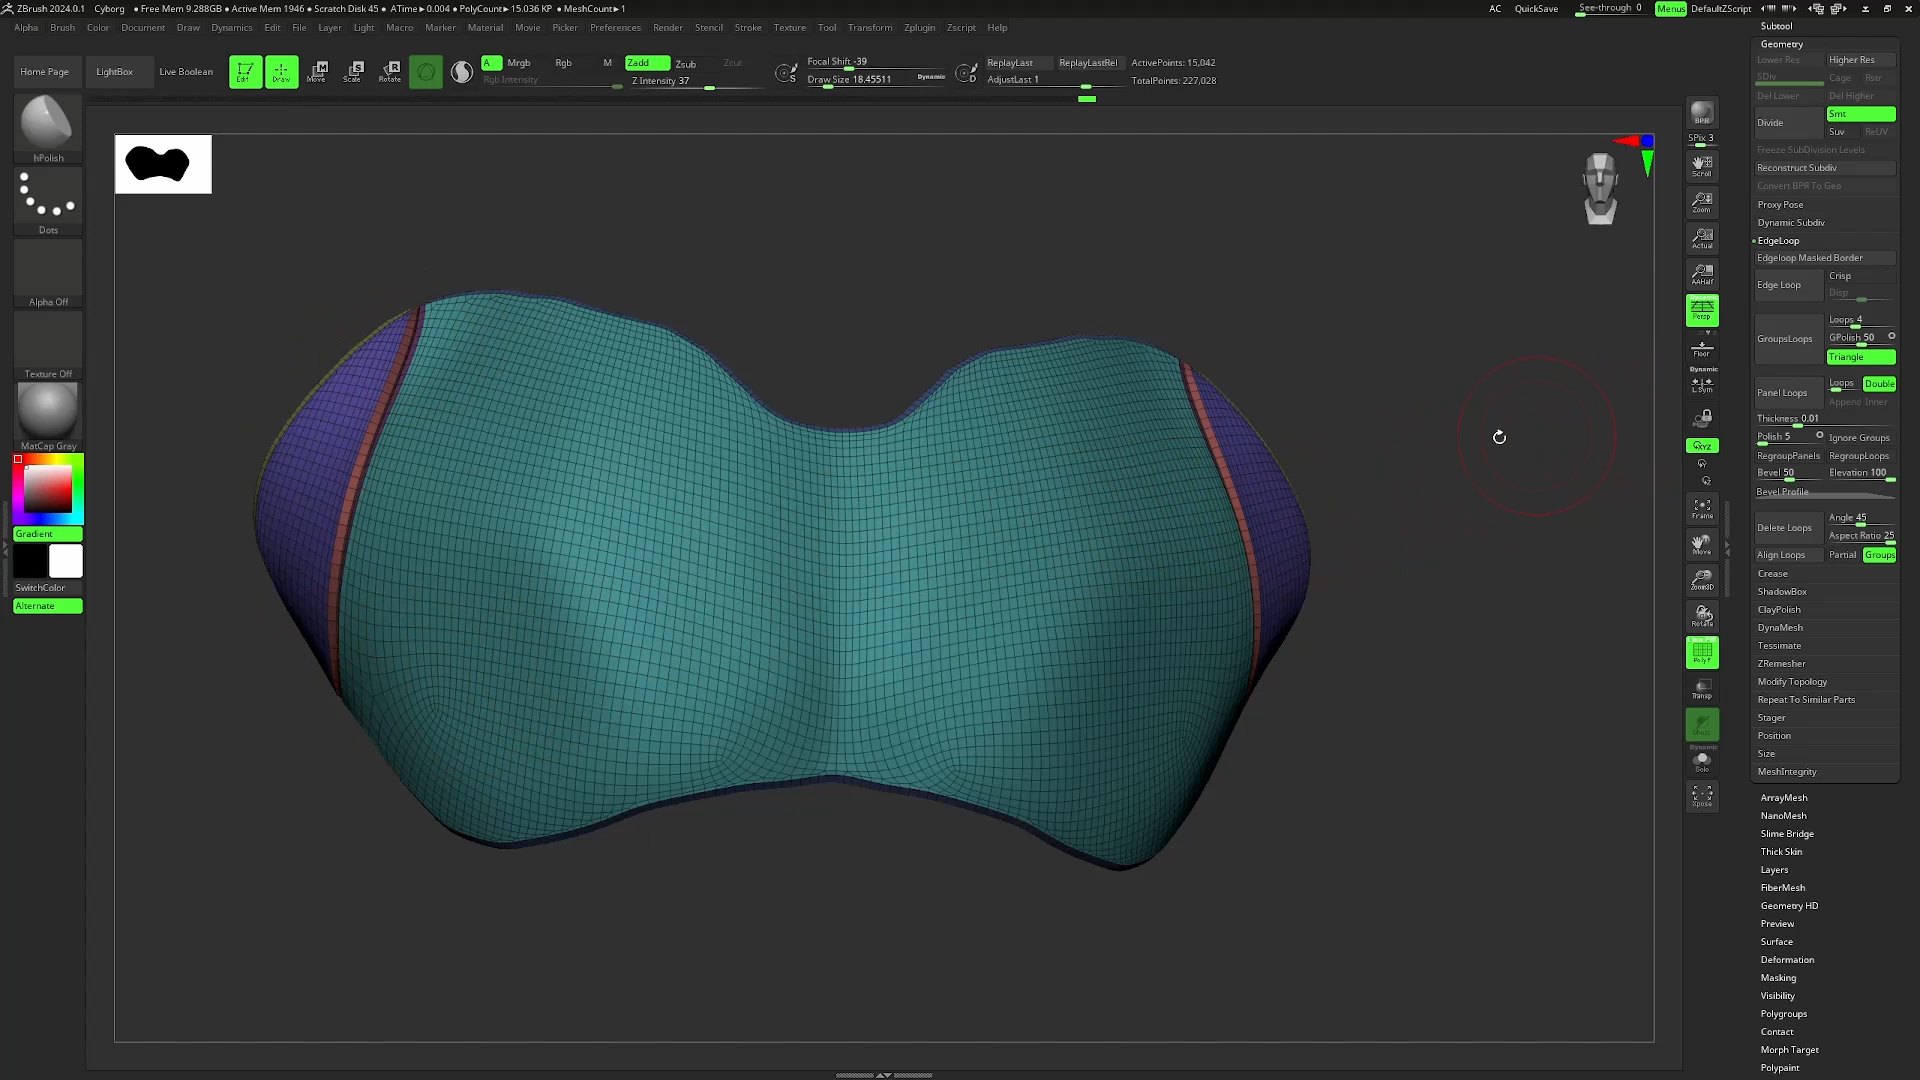 ZBrush 2024.0.1 Cyborg ● Free Mem 9.288GB ● Active Mem 1946 ● Scratch Disk 45 ● ATime▸0.004 ● PolyCount▸15.036 KP ● MeshCount▸1 AC QuickSave See-through 0 Menus DefaultZScript
Alpha Brush Color Document Draw Dynamics Edit File Layer Light Macro Marker Material Movie Picker Preferences Render Stencil Stroke Texture Tool Transform Zplugin Zscript Help
Home Page LightBox Live Boolean Edit Draw Move Scale Rotate
A Mrgb Rgb M Zadd Zsub Zcut
Rgb Intensity Z Intensity 37
Focal Shift -39
Draw Size 18.45511 Dynamic
S D
ReplayLast ReplayLastRel ActivePoints: 15,042
AdjustLast 1 TotalPoints: 227,028
hPolish
Dots
Alpha Off
Texture Off
MatCap Gray
Gradient
SwitchColor
Alternate
BPR
SPix 3
Scroll
Zoom
Actual
AAHalf
Persp
Floor
Dynamic
L.Sym
XYZ
Frame
Move
Zoom3D
Rotate
PolyF
Transp
Dynamic
Solo
Xpose
Subtool
Geometry
Lower Res Higher Res
SDiv Cage Rstr
Del Lower Del Higher
Divide Smt
Suv ReUV
Freeze SubDivision Levels
Reconstruct Subdiv
Convert BPR To Geo
Proxy Pose
Dynamic Subdiv
EdgeLoop
Edgeloop Masked Border
Edge Loop Crisp
Disp
GroupsLoops Loops 4
GPolish 50
Triangle
Panel Loops Loops Double
Append Inner
Thickness 0.01
Polish 5 Ignore Groups
RegroupPanels RegroupLoops
Bevel 50 Elevation 100
Bevel Profile
Delete Loops Angle 45
Aspect Ratio 25
Align Loops Partial Groups
Crease
ShadowBox
ClayPolish
DynaMesh
Tessimate
ZRemesher
Modify Topology
Repeat To Similar Parts
Stager
Position
Size
MeshIntegrity
ArrayMesh
NanoMesh
Slime Bridge
Thick Skin
Layers
FiberMesh
Geometry HD
Preview
Surface
Deformation
Masking
Visibility
Polygroups
Contact
Morph Target
Polypaint